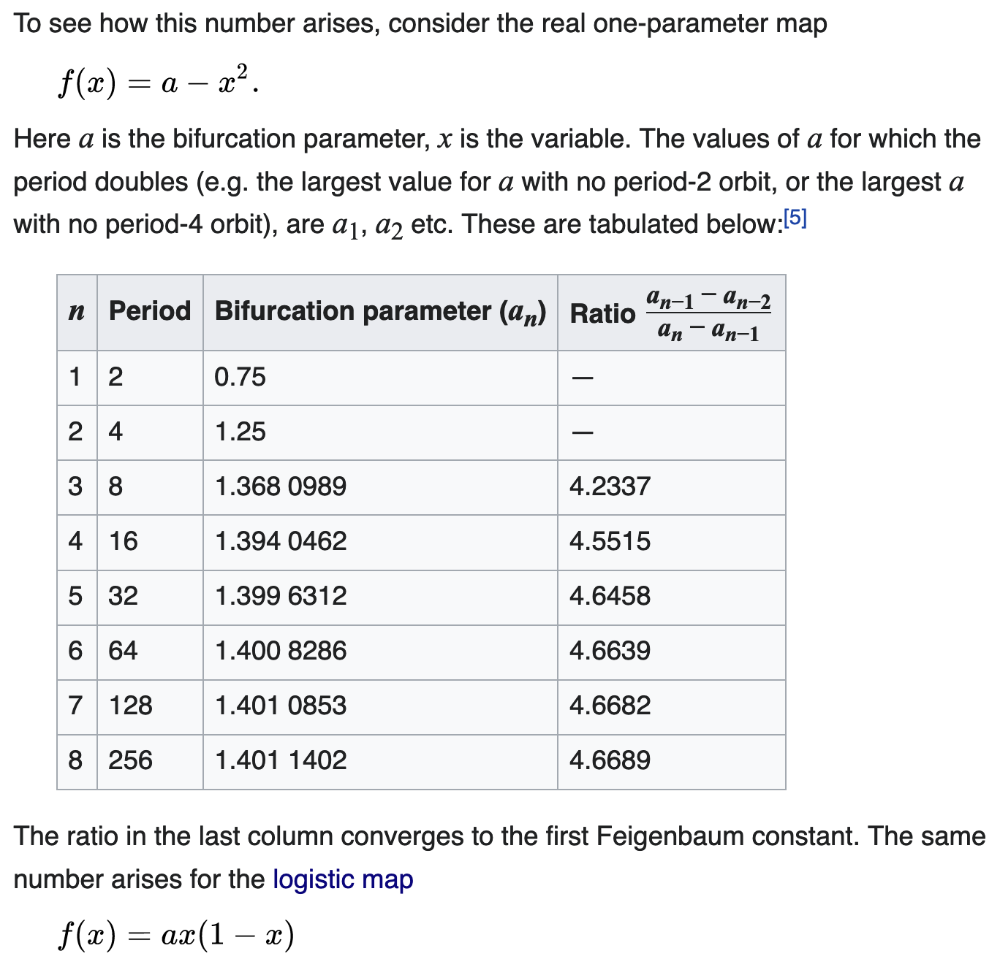 To see how this number arises, consider the real one-parameter map
f(x) = a − x².
Here a is the bifurcation parameter, x is the variable. The values of a for which the
period doubles (e.g. the largest value for a with no period-2 orbit, or the largest a
with no period-4 orbit), are a₁, a₂ etc. These are tabulated below:[5]
n Period Bifurcation parameter (aₙ) Ratio (aₙ₋₁ − aₙ₋₂)/(aₙ − aₙ₋₁)
1 2 0.75 —
2 4 1.25 —
3 8 1.368 0989 4.2337
4 16 1.394 0462 4.5515
5 32 1.399 6312 4.6458
6 64 1.400 8286 4.6639
7 128 1.401 0853 4.6682
8 256 1.401 1402 4.6689
The ratio in the last column converges to the first Feigenbaum constant. The same
number arises for the logistic map
f(x) = ax(1 − x)